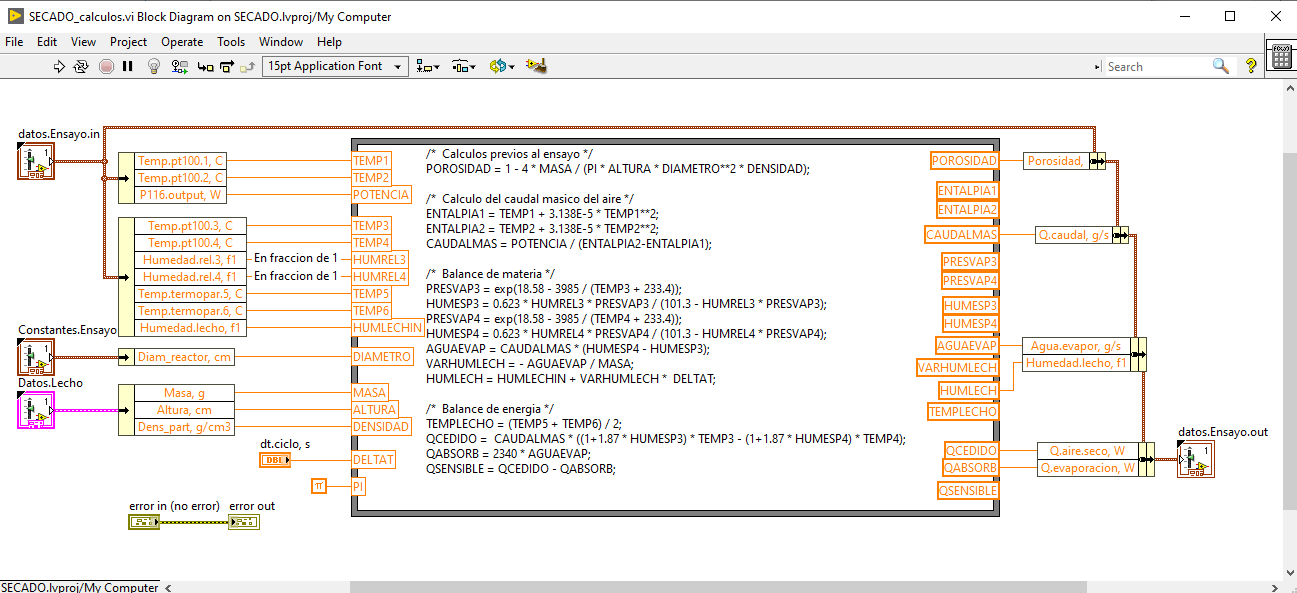 SECADO_calculos.vi Block Diagram on SECADO.lvproj/My Computer
File Edit View Project Operate Tools Window Help
15pt Application Font
Search
datos.Ensayo.in
Temp.pt100.1, C
Temp.pt100.2, C
P116.output, W
Temp.pt100.3, C
Temp.pt100.4, C
Humedad.rel.3, f1
Humedad.rel.4, f1
Temp.termopar.5, C
Temp.termopar.6, C
Humedad.lecho, f1
En fraccion de 1
En fraccion de 1
Constantes.Ensayo
Diam_reactor, cm
Datos.Lecho
Masa, g
Altura, cm
Dens_part, g/cm3
dt.ciclo, s
DBL
π
error in (no error)
error out
TEMP1
TEMP2
POTENCIA
TEMP3
TEMP4
HUMREL3
HUMREL4
TEMP5
TEMP6
HUMLECHIN
DIAMETRO
MASA
ALTURA
DENSIDAD
DELTAT
PI
/* Calculos previos al ensayo */
POROSIDAD = 1 - 4 * MASA / (PI * ALTURA * DIAMETRO**2 * DENSIDAD);
/* Calculo del caudal masico del aire */
ENTALPIA1 = TEMP1 + 3.138E-5 * TEMP1**2;
ENTALPIA2 = TEMP2 + 3.138E-5 * TEMP2**2;
CAUDALMAS = POTENCIA / (ENTALPIA2-ENTALPIA1);
/* Balance de materia */
PRESVAP3 = exp(18.58 - 3985 / (TEMP3 + 233.4));
HUMESP3 = 0.623 * HUMREL3 * PRESVAP3 / (101.3 - HUMREL3 * PRESVAP3);
PRESVAP4 = exp(18.58 - 3985 / (TEMP4 + 233.4));
HUMESP4 = 0.623 * HUMREL4 * PRESVAP4 / (101.3 - HUMREL4 * PRESVAP4);
AGUAEVAP = CAUDALMAS * (HUMESP4 - HUMESP3);
VARHUMLECH = - AGUAEVAP / MASA;
HUMLECH = HUMLECHIN + VARHUMLECH * DELTAT;
/* Balance de energia */
TEMPLECHO = (TEMP5 + TEMP6) / 2;
QCEDIDO = CAUDALMAS * ((1+1.87 * HUMESP3) * TEMP3 - (1+1.87 * HUMESP4) * TEMP4);
QABSORB = 2340 * AGUAEVAP;
QSENSIBLE = QCEDIDO - QABSORB;
POROSIDAD
ENTALPIA1
ENTALPIA2
CAUDALMAS
PRESVAP3
PRESVAP4
HUMESP3
HUMESP4
AGUAEVAP
VARHUMLECH
HUMLECH
TEMPLECHO
QCEDIDO
QABSORB
QSENSIBLE
Porosidad,
Q.caudal, g/s
Agua.evapor, g/s
Humedad.lecho, f1
Q.aire.seco, W
Q.evaporacion, W
datos.Ensayo.out
SECADO.lvproj/My Computer